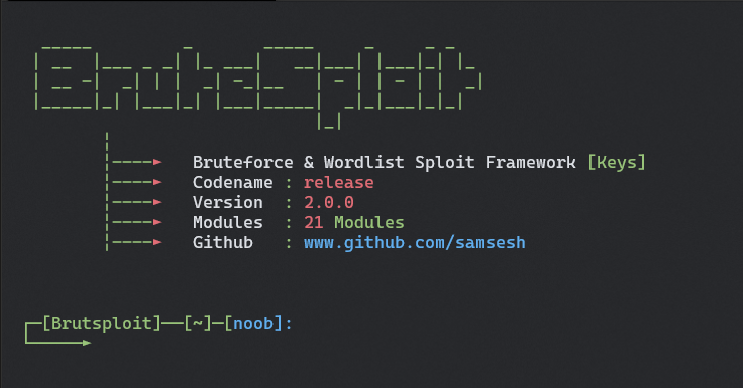 BruteSploit
Bruteforce & Wordlist Sploit Framework [Keys]
Codename : release
Version : 2.0.0
Modules : 21 Modules
Github : www.github.com/samsesh
[Brutsploit]──[~]─[noob]: